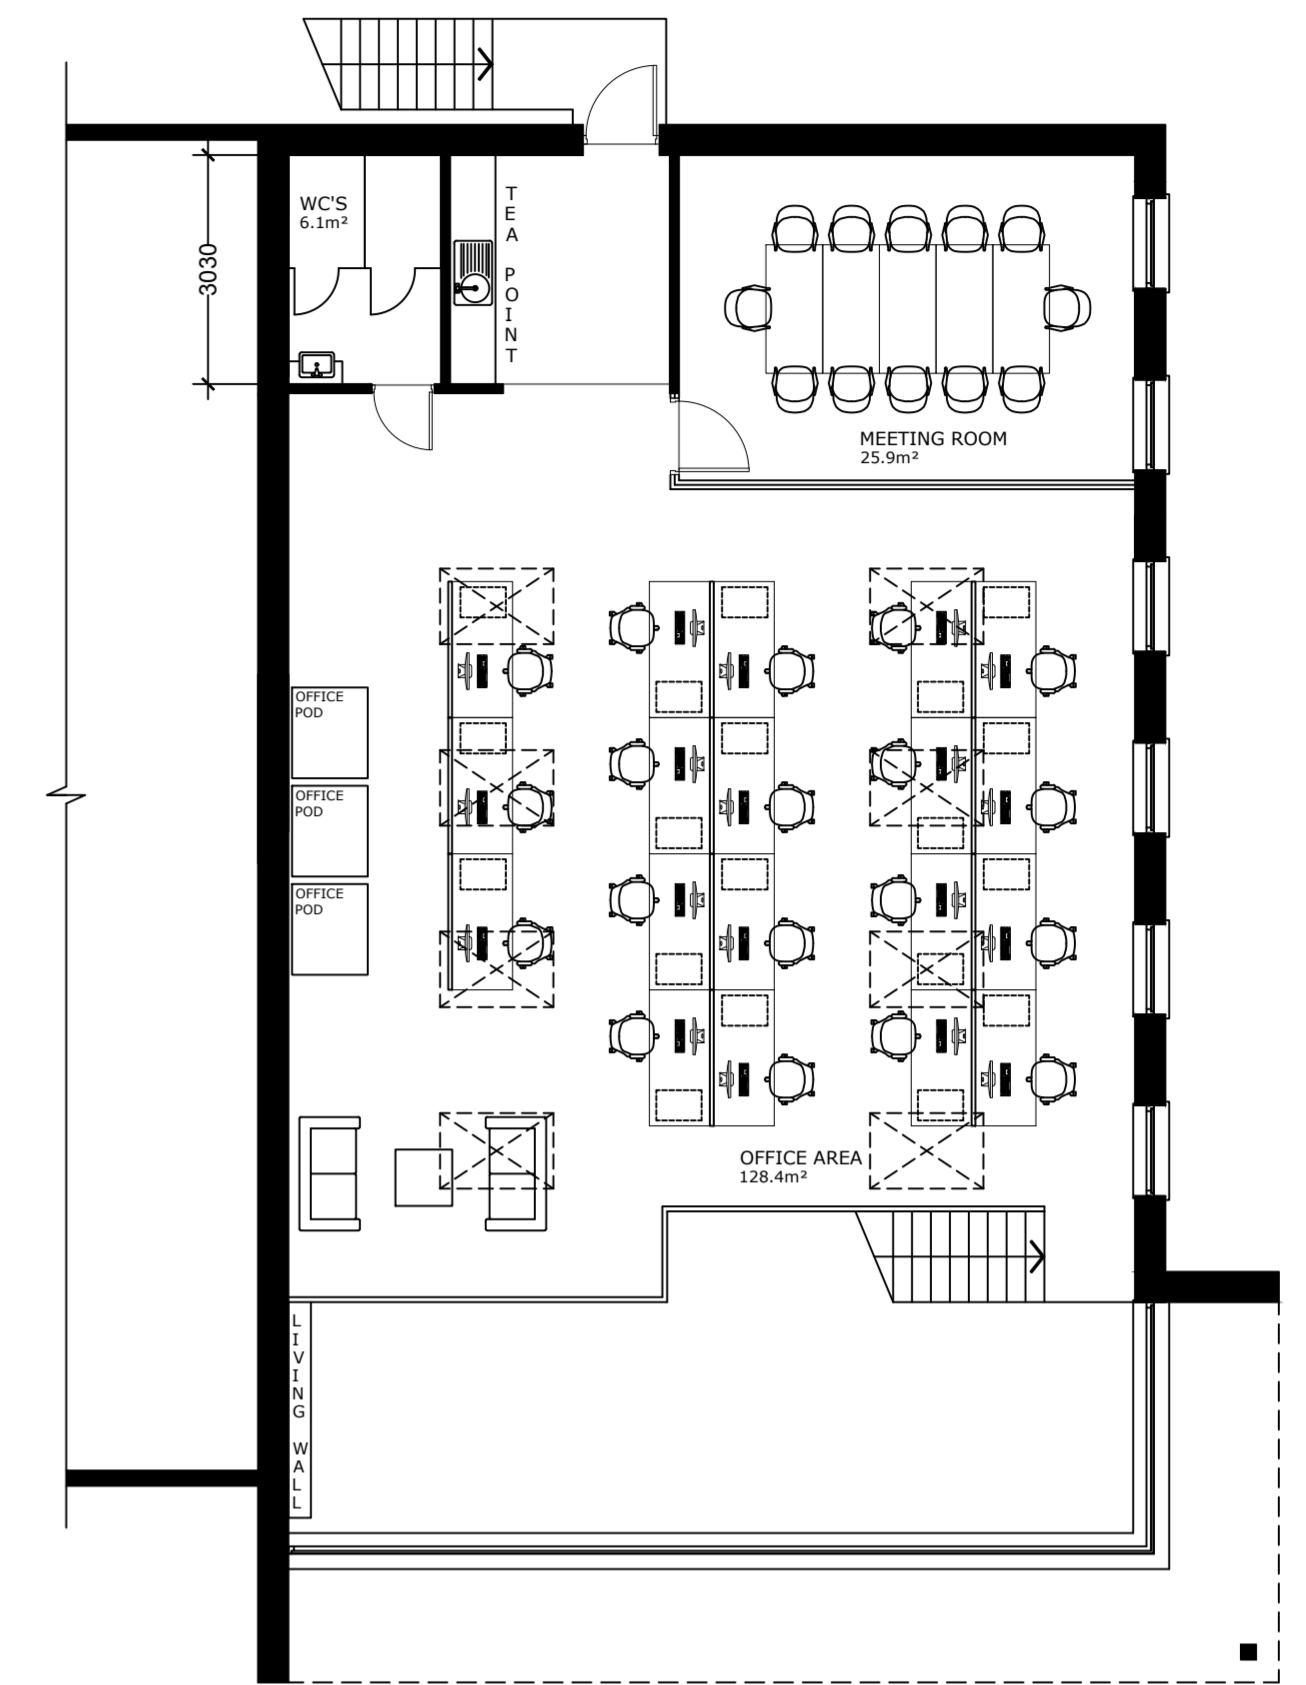 WC'S
6.1m²
TEA POINT
3030
MEETING ROOM
25.9m²
OFFICE
POD
OFFICE
POD
OFFICE
POD
OFFICE AREA
128.4m²
LIVING WALL